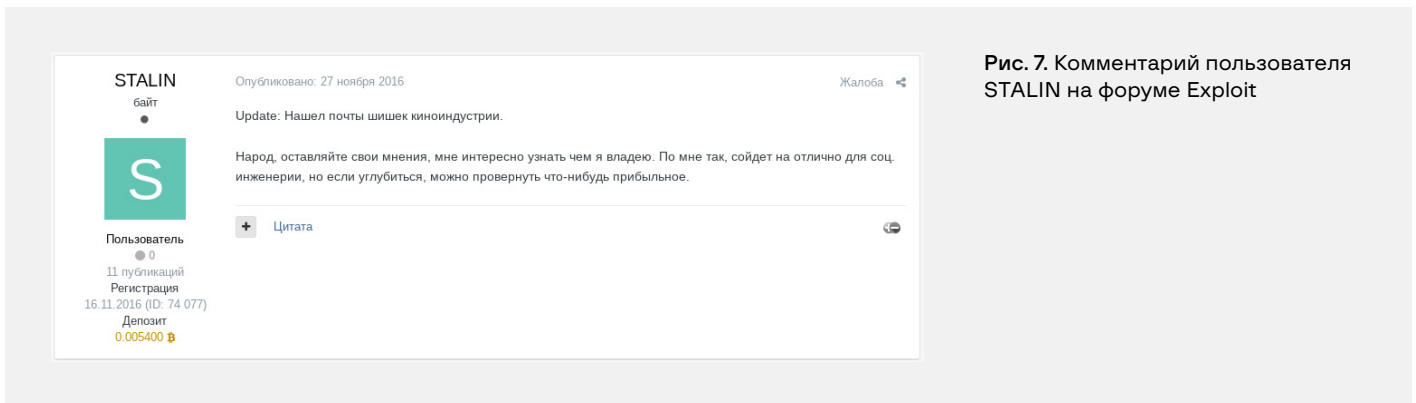 STALIN
байт
S
Пользователь
0
11 публикаций
Регистрация
16.11.2016 (ID: 74 077)
Депозит
0.005400
Опубликовано: 27 ноября 2016
Жалоба
Update: Нашел почты шишек киноиндустрии.
Народ, оставляйте свои мнения, мне интересно узнать чем я владею. По мне так, сойдет на отлично для соц.
инженерии, но если углубиться, можно провернуть что-нибудь прибыльное.
+ Цитата
Рис. 7. Комментарий пользователя
STALIN на форуме Exploit